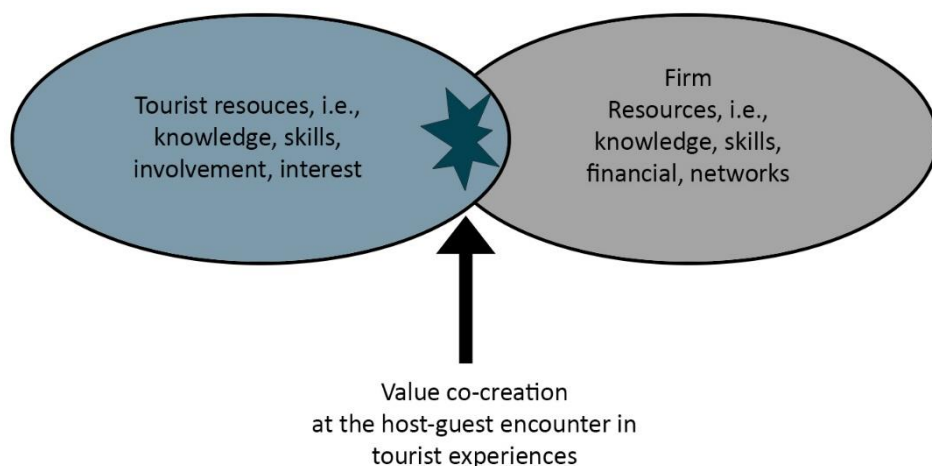 Tourist resouces, i.e.,
knowledge, skills,
involvement, interest
Firm
Resources, i.e.,
knowledge, skills,
financial, networks
Value co-creation
at the host-guest encounter in
tourist experiences